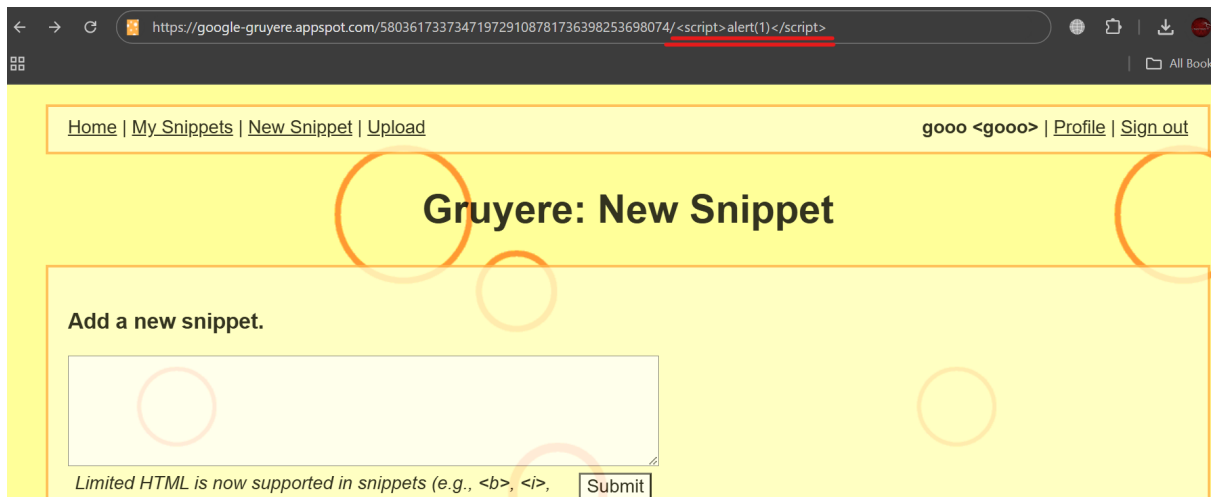 https://google-gruyere.appspot.com/580361733734719729108781736398253698074/<script>alert(1)</script>
All Book
Home | My Snippets | New Snippet | Upload
gooo <gooo> | Profile | Sign out
Gruyere: New Snippet
Add a new snippet.
Limited HTML is now supported in snippets (e.g., <b>, <i>,
Submit